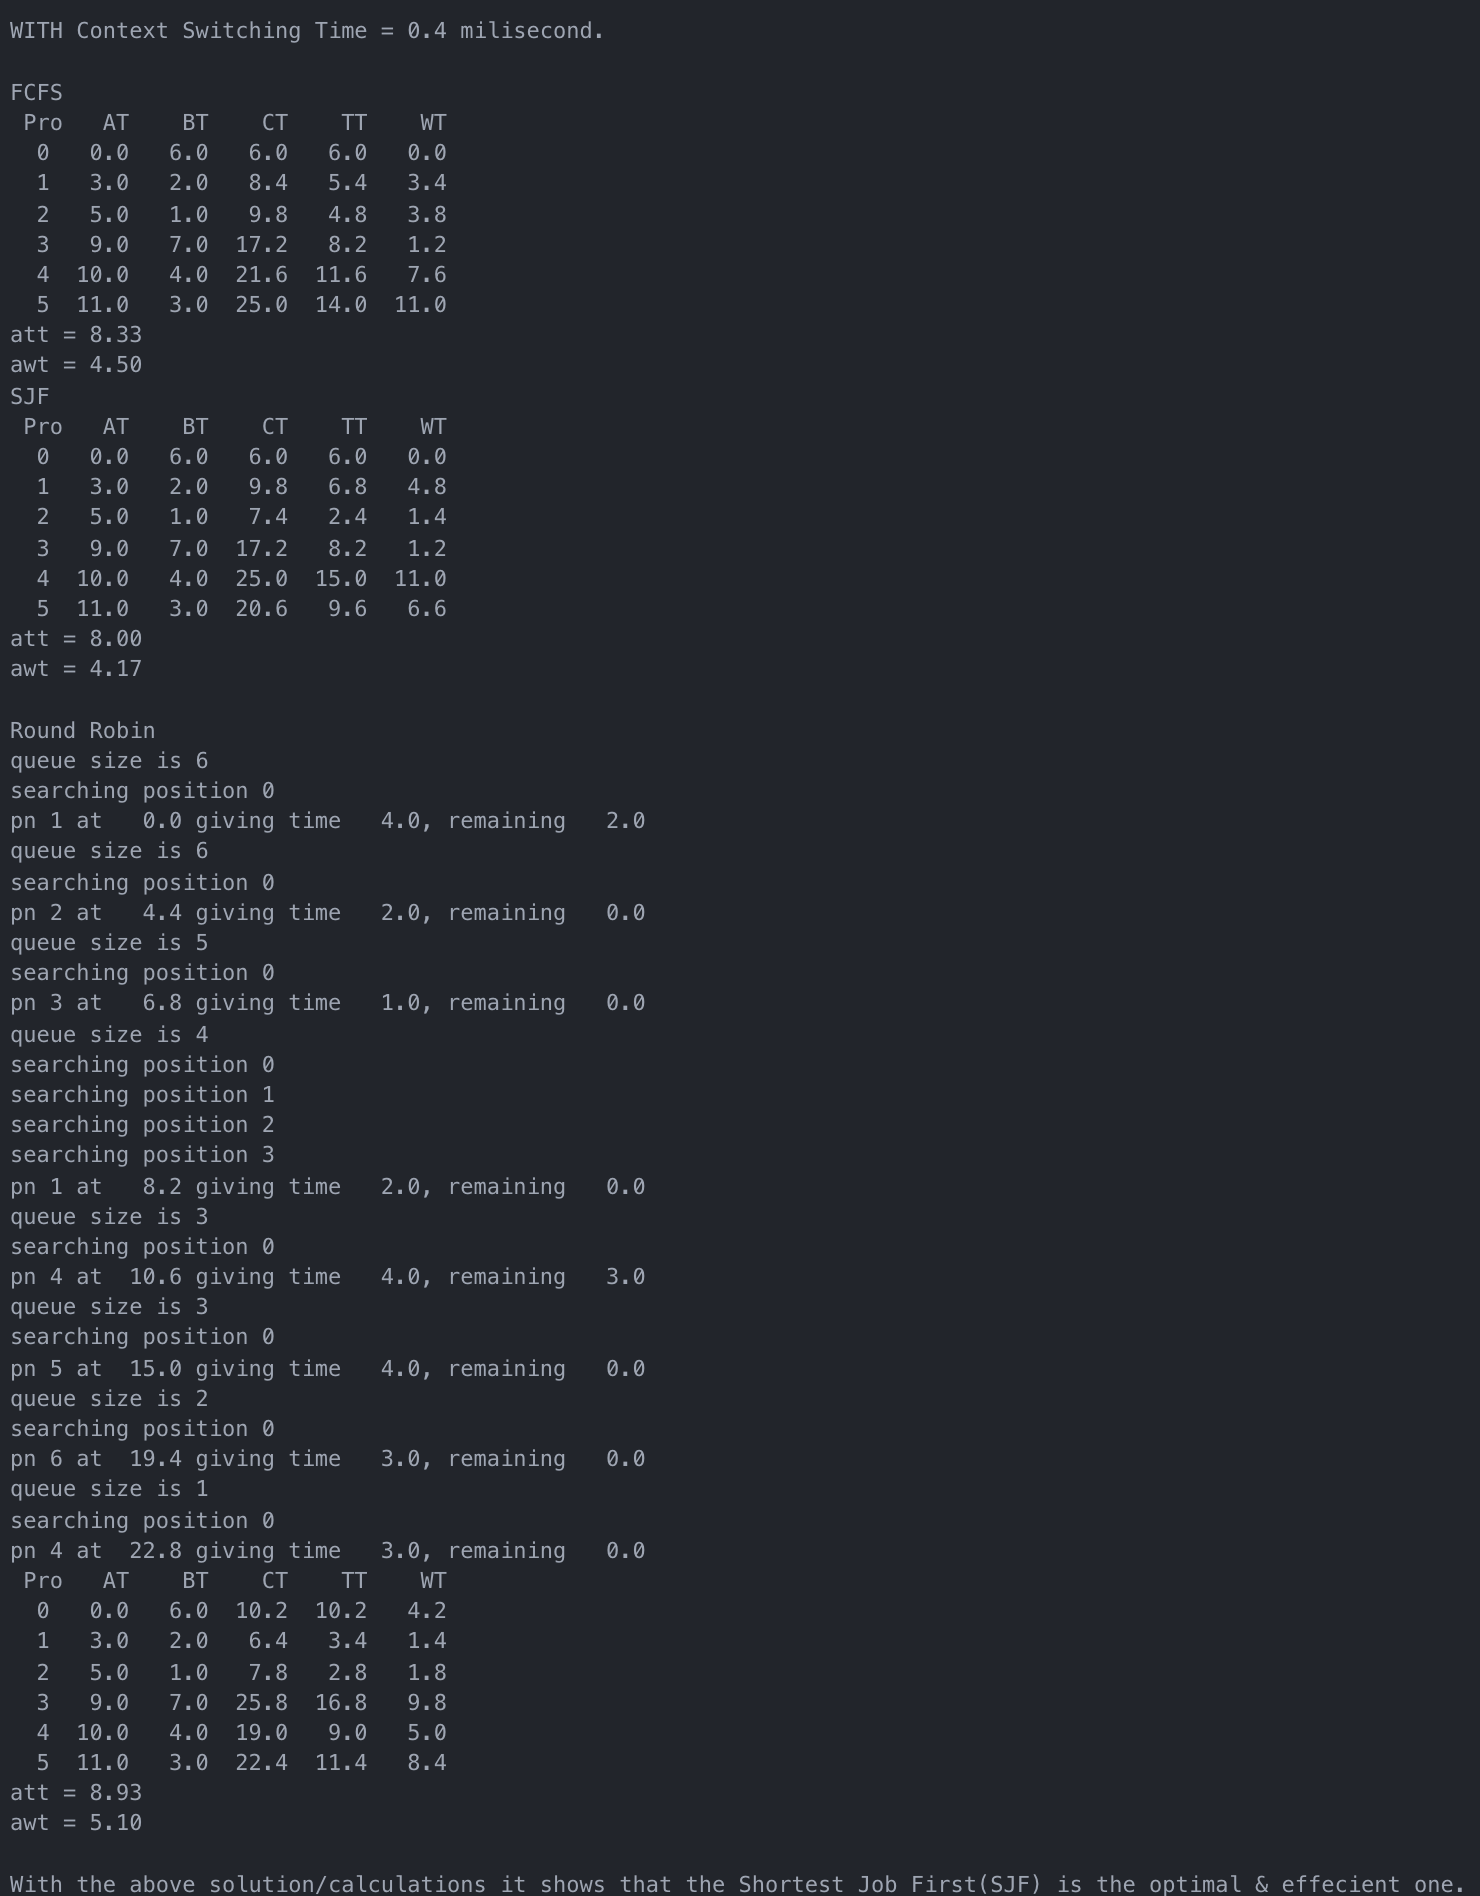 WITH Context Switching Time = 0.4 milisecond.

FCFS
 Pro   AT    BT    CT    TT    WT
  0   0.0   6.0   6.0   6.0   0.0
  1   3.0   2.0   8.4   5.4   3.4
  2   5.0   1.0   9.8   4.8   3.8
  3   9.0   7.0  17.2   8.2   1.2
  4  10.0   4.0  21.6  11.6   7.6
  5  11.0   3.0  25.0  14.0  11.0
att = 8.33
awt = 4.50
SJF
 Pro   AT    BT    CT    TT    WT
  0   0.0   6.0   6.0   6.0   0.0
  1   3.0   2.0   9.8   6.8   4.8
  2   5.0   1.0   7.4   2.4   1.4
  3   9.0   7.0  17.2   8.2   1.2
  4  10.0   4.0  25.0  15.0  11.0
  5  11.0   3.0  20.6   9.6   6.6
att = 8.00
awt = 4.17

Round Robin
queue size is 6
searching position 0
pn 1 at   0.0 giving time   4.0, remaining   2.0
queue size is 6
searching position 0
pn 2 at   4.4 giving time   2.0, remaining   0.0
queue size is 5
searching position 0
pn 3 at   6.8 giving time   1.0, remaining   0.0
queue size is 4
searching position 0
searching position 1
searching position 2
searching position 3
pn 1 at   8.2 giving time   2.0, remaining   0.0
queue size is 3
searching position 0
pn 4 at  10.6 giving time   4.0, remaining   3.0
queue size is 3
searching position 0
pn 5 at  15.0 giving time   4.0, remaining   0.0
queue size is 2
searching position 0
pn 6 at  19.4 giving time   3.0, remaining   0.0
queue size is 1
searching position 0
pn 4 at  22.8 giving time   3.0, remaining   0.0
 Pro   AT    BT    CT    TT    WT
  0   0.0   6.0  10.2  10.2   4.2
  1   3.0   2.0   6.4   3.4   1.4
  2   5.0   1.0   7.8   2.8   1.8
  3   9.0   7.0  25.8  16.8   9.8
  4  10.0   4.0  19.0   9.0   5.0
  5  11.0   3.0  22.4  11.4   8.4
att = 8.93
awt = 5.10

With the above solution/calculations it shows that the Shortest Job First(SJF) is the optimal & effecient one.